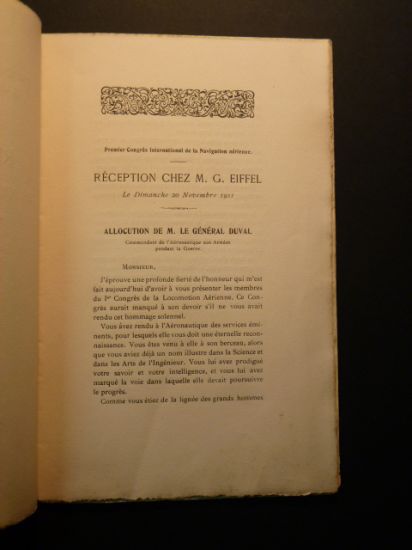 Premier Congrès International de la Navigation aérienne.
RÉCEPTION CHEZ M. G. EIFFEL
Le Dimanche 20 Novembre 1921
ALLOCUTION DE M. LE GÉNÉRAL DUVAL
Commandant de l'Aéronautique aux Armées
pendant la Guerre.
MONSIEUR,
J'éprouve une profonde fierté de l'honneur qui m'est
fait aujourd'hui d'avoir à vous présenter les membres
du Ier Congrès de la Locomotion Aérienne. Ce Con-
grès aurait manqué à son devoir s'il ne vous avait
rendu cet hommage solennel.
Vous avez rendu à l'Aéronautique des services émi-
nents, pour lesquels elle vous doit une éternelle recon-
naissance. Vous êtes venu à elle à son berceau, alors
que vous aviez déjà un nom illustre dans la Science et
dans les Arts de l'Ingénieur. Vous lui avez prodigué
votre savoir et votre intelligence, et vous lui avez
marqué la voie dans laquelle elle devait poursuivre
le progrès.
Comme vous étiez de la lignée des grands hommes